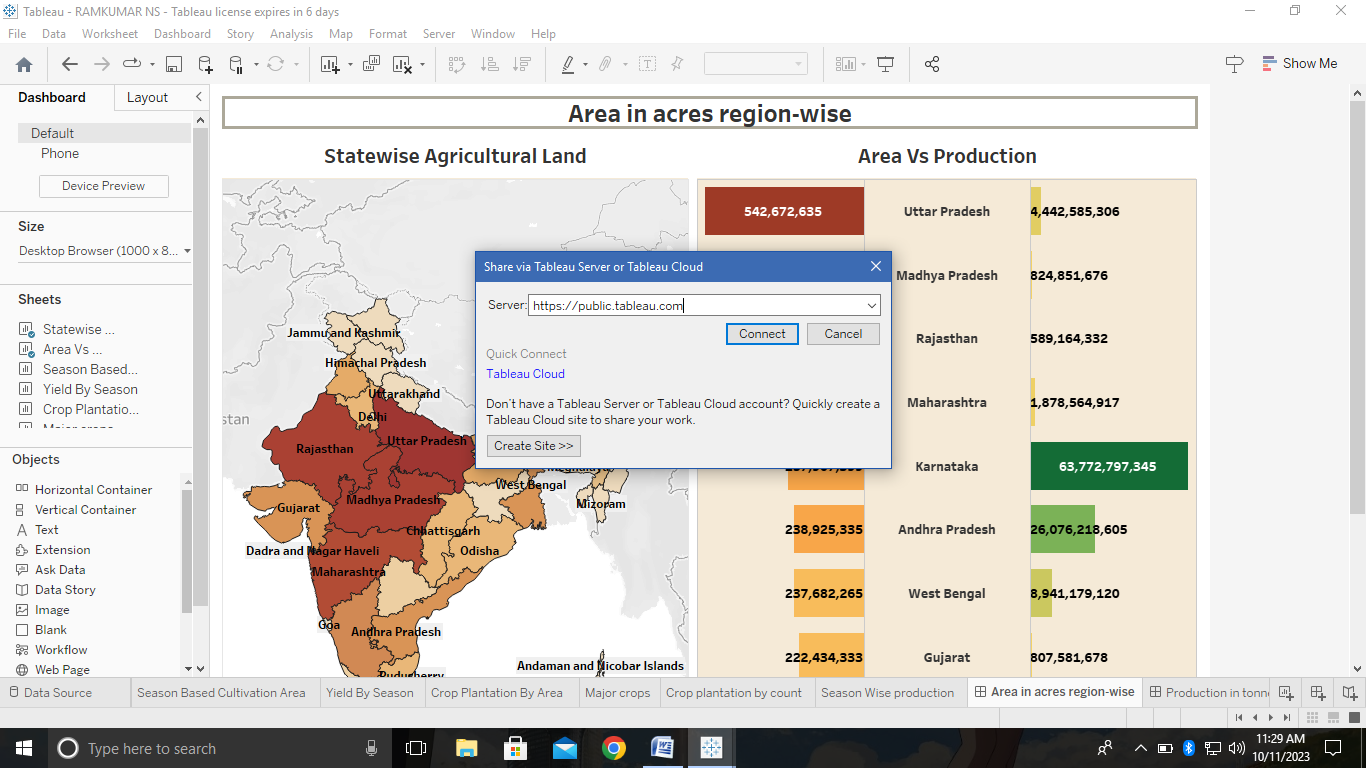 Tableau - RAMKUMAR NS - Tableau license expires in 6 days
File Data Worksheet Dashboard Story Analysis Map Format Server Window Help
Show Me
Dashboard Layout
Default
Phone
Device Preview
Size
Desktop Browser (1000 x 8...
Sheets
Statewise ...
Area Vs ...
Season Based...
Yield By Season
Crop Plantatio...
Objects
Horizontal Container
Vertical Container
Text
Extension
Ask Data
Data Story
Image
Blank
Workflow
Web Page
Area in acres region-wise
Statewise Agricultural Land
Jammu and Kashmir
Himachal Pradesh
Uttarakhand
Delhi
Uttar Pradesh
Rajasthan
Madhya Pradesh
West Bengal
Mizoram
Gujarat
Chhattisgarh
Dadra and Nagar Haveli
Odisha
Maharashtra
Goa
Andhra Pradesh
Puducherry
Andaman and Nicobar Islands
Area Vs Production
542,672,635 Uttar Pradesh 4,442,585,306
Madhya Pradesh 824,851,676
Rajasthan 589,164,332
Maharashtra 1,878,564,917
Karnataka 63,772,797,345
238,925,335 Andhra Pradesh 26,076,218,605
237,682,265 West Bengal 8,941,179,120
222,434,333 Gujarat 807,581,678
Share via Tableau Server or Tableau Cloud
Server: https://public.tableau.com
Connect Cancel
Quick Connect
Tableau Cloud
Don't have a Tableau Server or Tableau Cloud account? Quickly create a
Tableau Cloud site to share your work.
Create Site >>
Data Source Season Based Cultivation Area Yield By Season Crop Plantation By Area Major crops Crop plantation by count Season Wise production Area in acres region-wise Production in tonn
Type here to search
11:29 AM
10/11/2023